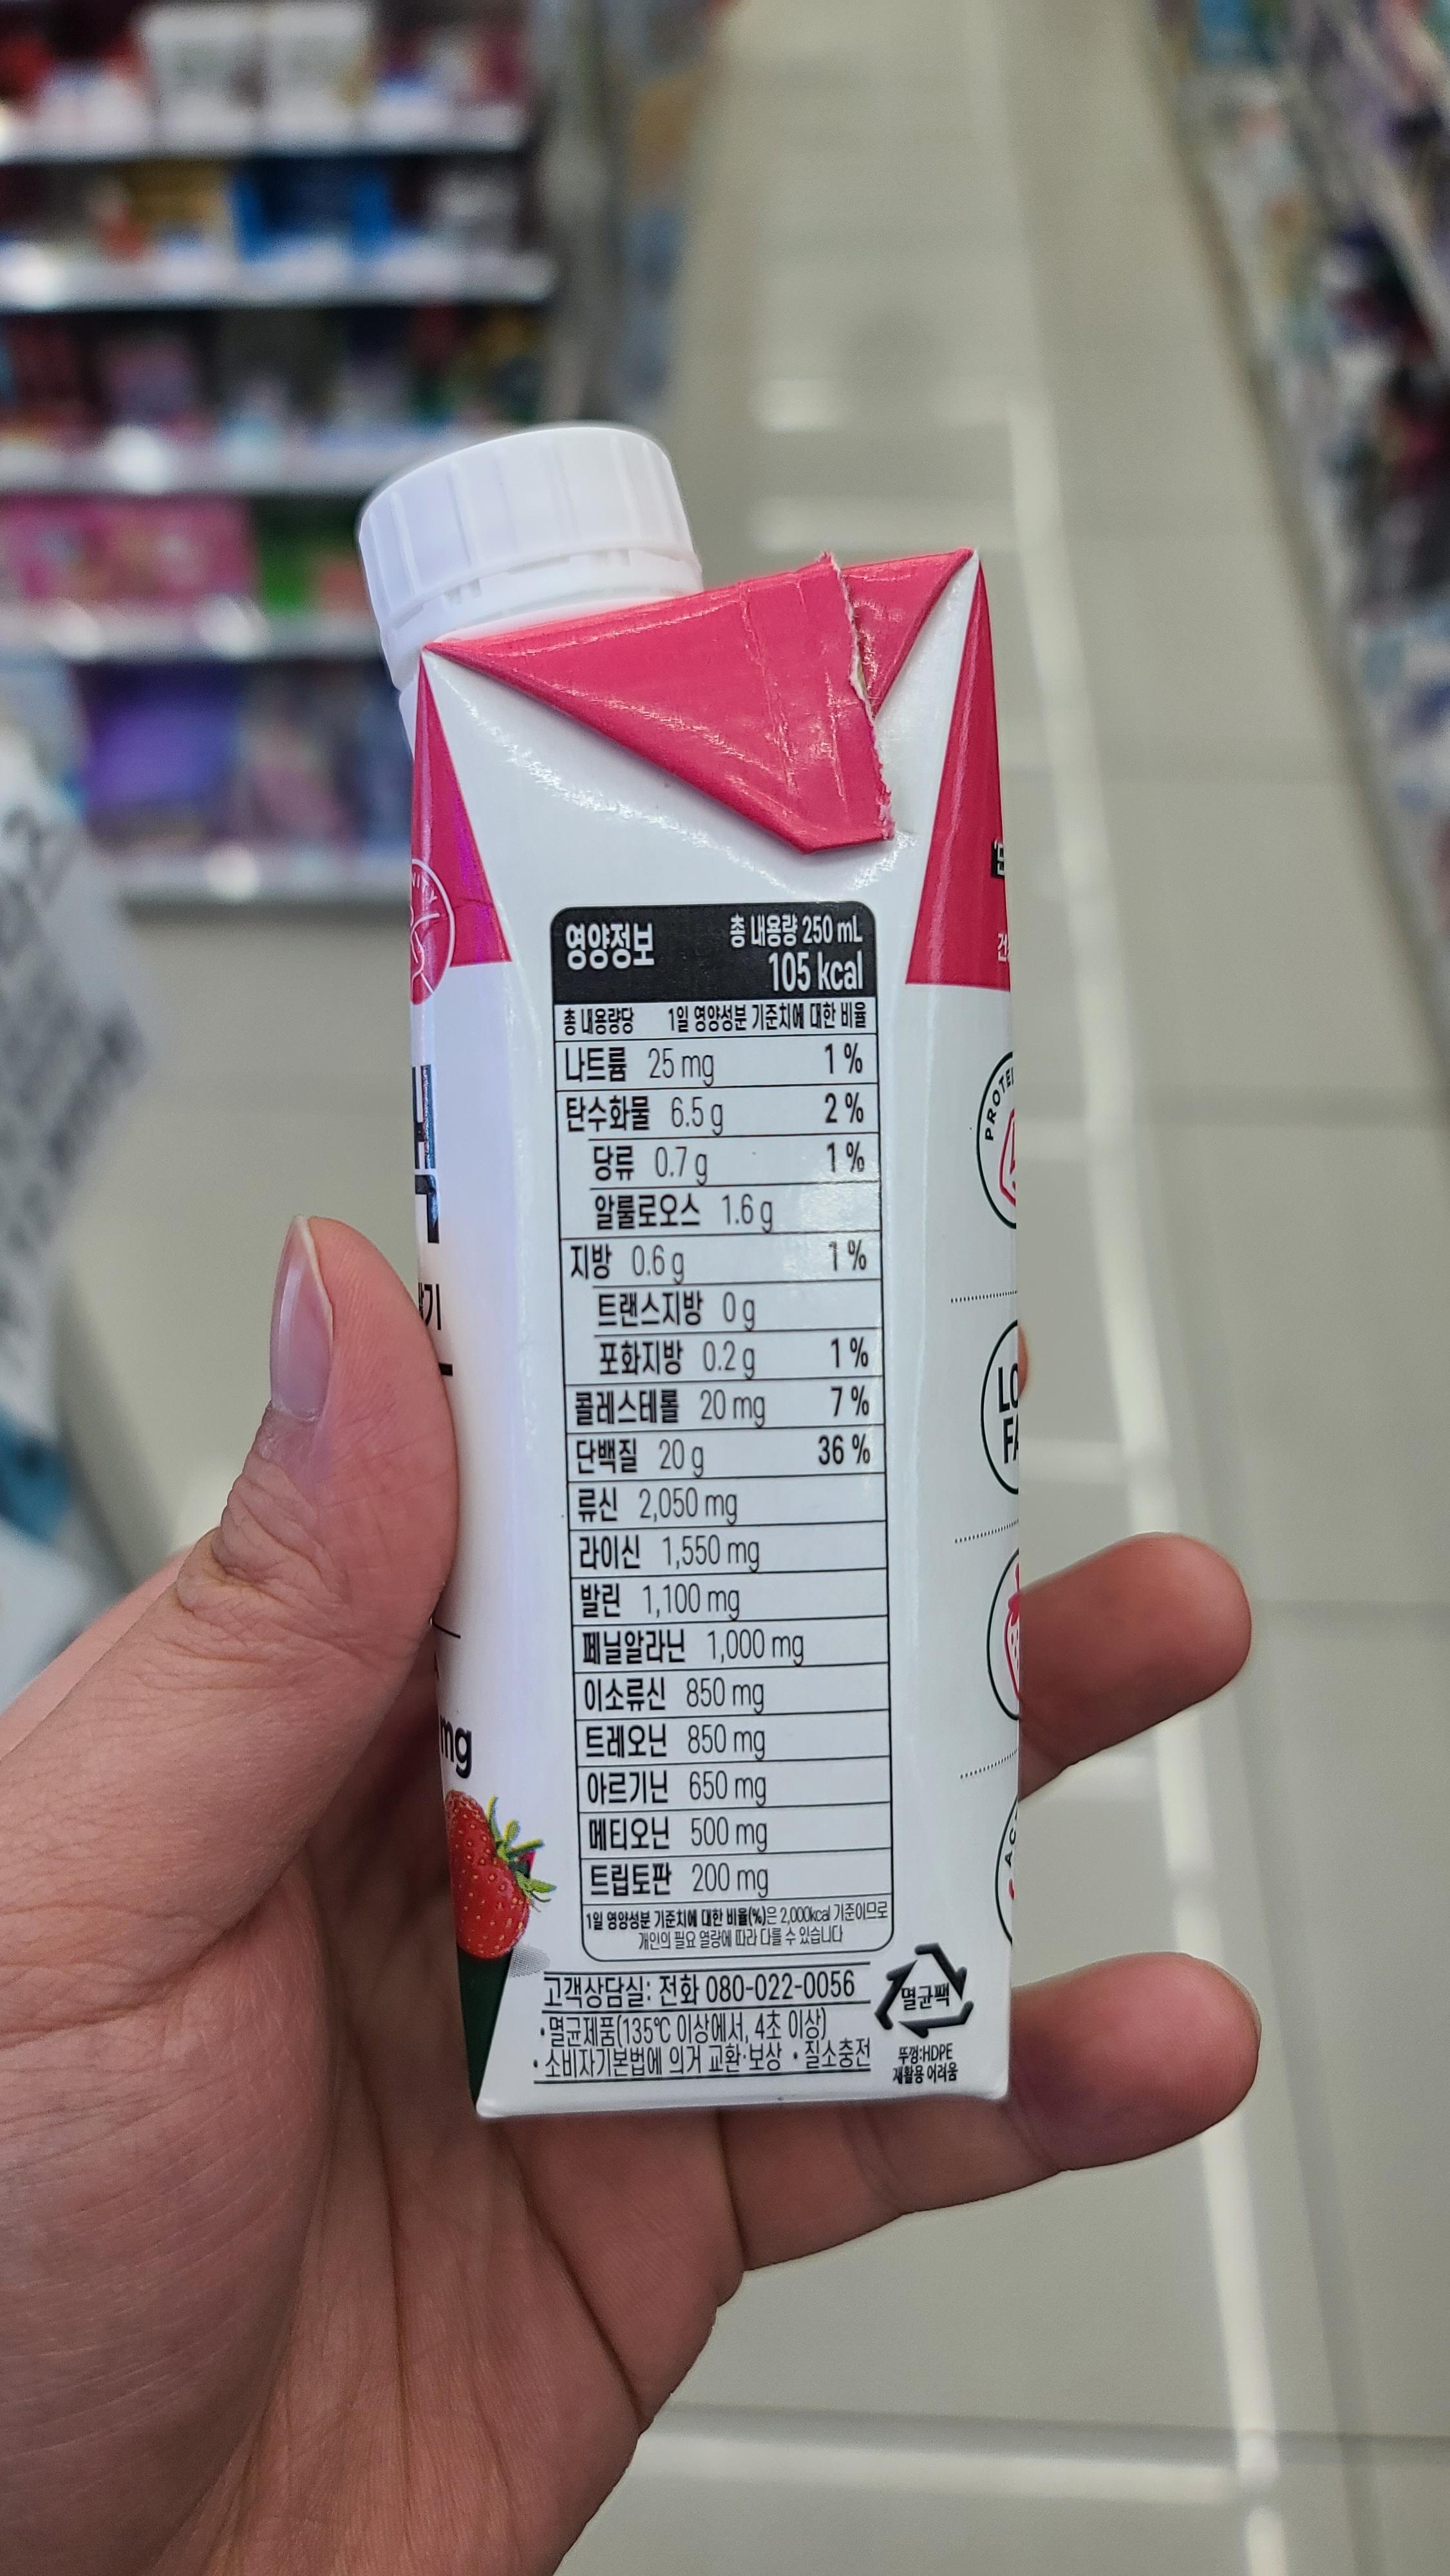 영양정보
총 내용량 250 mL
105 kcal
총 내용량당 1일 영양성분 기준치에 대한 비율
나트륨 25 mg 1 %
탄수화물 6.5 g 2 %
당류 0.7 g 1 %
알룰로오스 1.6 g
지방 0.6 g 1 %
트랜스지방 0 g
포화지방 0.2 g 1 %
콜레스테롤 20 mg 7 %
단백질 20 g 36 %
류신 2,050 mg
라이신 1,550 mg
발린 1,100 mg
페닐알라닌 1,000 mg
이소류신 850 mg
트레오닌 850 mg
아르기닌 650 mg
메티오닌 500 mg
트립토판 200 mg
1일 영양성분 기준치에 대한 비율(%)은 2,000kcal 기준이므로
개인의 필요 열량에 따라 다를 수 있습니다
고객상담실: 전화 080-022-0056
•멸균제품(135℃ 이상에서, 4초 이상)
•소비자기본법에 의거 교환·보상 •질소충전
멸균팩
뚜껑:HDPE
재활용 어려움
mg